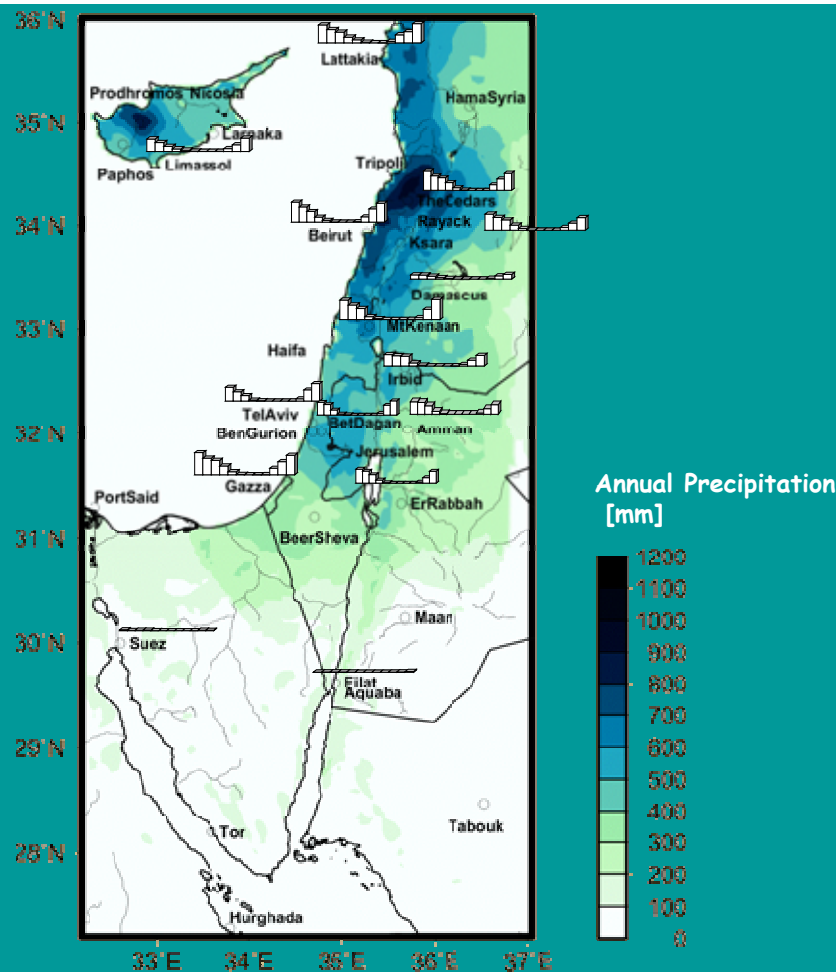 36°N
Lattakia
Prodhromos Nicosia
HamaSyria
35°N
Larnaka
Limassol
Paphos
Tripoli
TheCedars
34°N
Rayack
Beirut
Ksara
Damascus
33°N
MtKenaan
Haifa
Irbid
TelAviv
BetDagan
32°N
BenGurion
Amman
Jerusalem
Gazza
PortSaid
ErRabbah
31°N
BeerSheva
Maan
30°N
Suez
Eilat
Aquaba
29°N
Tabouk
28°N
Tor
Hurghada
33°E 34°E 35°E 36°E 37°E
Annual Precipitation
[mm]
1200
1100
1000
900
800
700
600
500
400
300
200
100
0